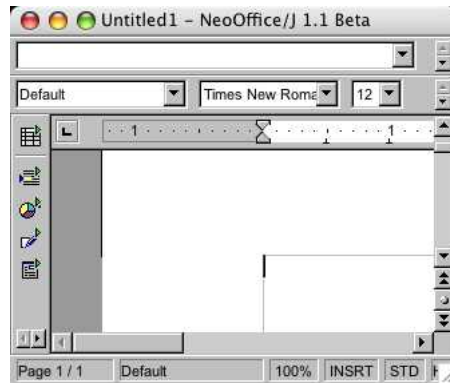 Untitled1 – NeoOffice/J 1.1 Beta
Default Times New Roma 12
1 1
Page 1 / 1 Default 100% INSRT STD H